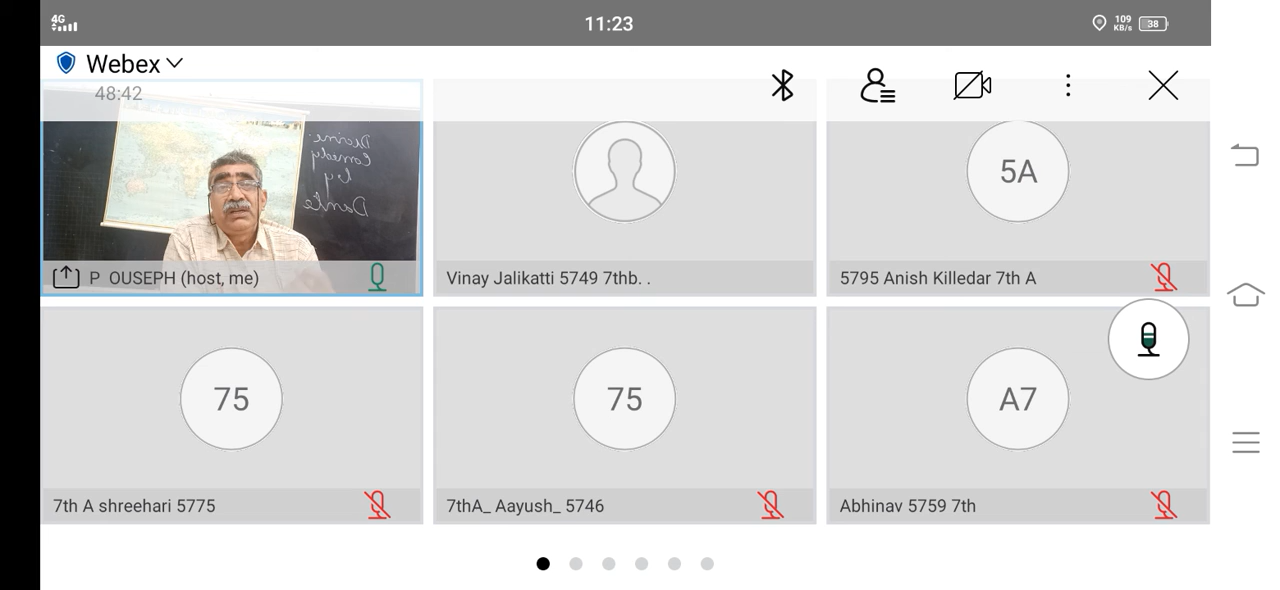 4G
11:23
109
KB/s
38
Webex
48:42
Divine
Comedy
by
Dante
5A
P OUSEPH (host, me)
Vinay Jalikatti 5749 7thb. .
5795 Anish Killedar 7th A
75
75
A7
7th A shreehari 5775
7thA_ Aayush_ 5746
Abhinav 5759 7th